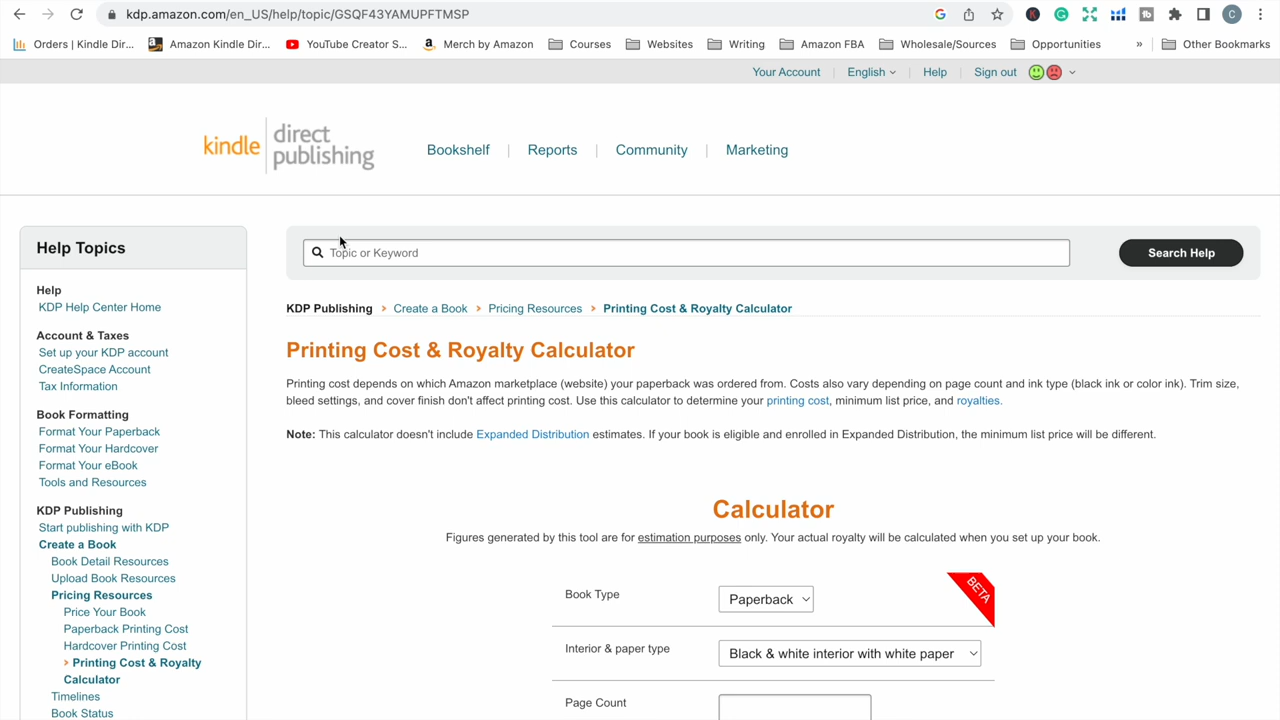 kdp.amazon.com/en_US/help/topic/GSQF43YAMUPFTMSP
Orders | Kindle Dir... Amazon Kindle Dir... YouTube Creator S... Merch by Amazon Courses Websites Writing Amazon FBA Wholesale/Sources Opportunities » Other Bookmarks
Your Account English Help Sign out
kindle direct publishing
Bookshelf | Reports | Community | Marketing
Help Topics
Help
KDP Help Center Home
Account & Taxes
Set up your KDP account
CreateSpace Account
Tax Information
Book Formatting
Format Your Paperback
Format Your Hardcover
Format Your eBook
Tools and Resources
KDP Publishing
Start publishing with KDP
Create a Book
Book Detail Resources
Upload Book Resources
Pricing Resources
Price Your Book
Paperback Printing Cost
Hardcover Printing Cost
Printing Cost & Royalty
Calculator
Timelines
Book Status
Topic or Keyword
Search Help
KDP Publishing › Create a Book › Pricing Resources › Printing Cost & Royalty Calculator
Printing Cost & Royalty Calculator
Printing cost depends on which Amazon marketplace (website) your paperback was ordered from. Costs also vary depending on page count and ink type (black ink or color ink). Trim size,
bleed settings, and cover finish don't affect printing cost. Use this calculator to determine your printing cost, minimum list price, and royalties.
Note: This calculator doesn't include Expanded Distribution estimates. If your book is eligible and enrolled in Expanded Distribution, the minimum list price will be different.
Calculator
Figures generated by this tool are for estimation purposes only. Your actual royalty will be calculated when you set up your book.
BETA
Book Type Paperback
Interior & paper type Black & white interior with white paper
Page Count